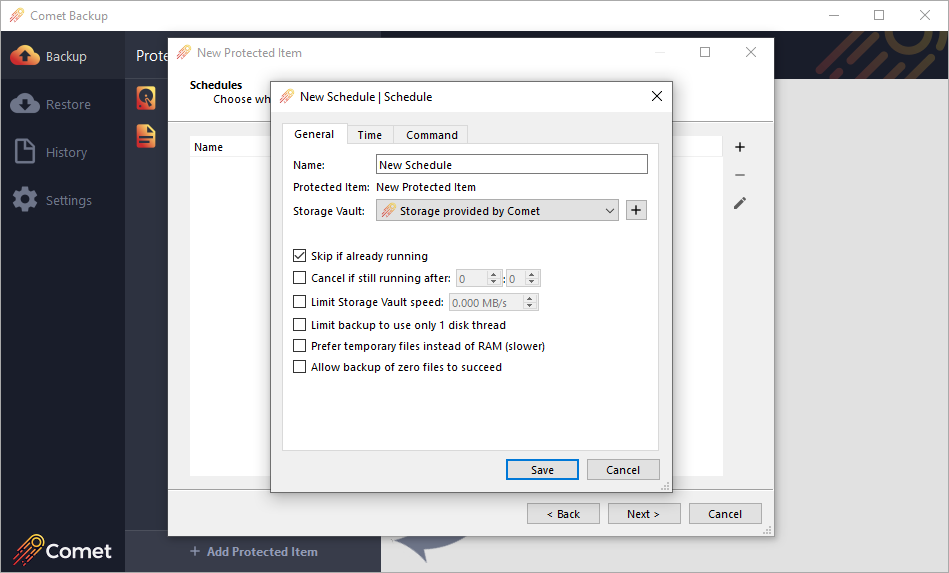 Comet Backup
Backup
Restore
History
Settings
Comet
Prote
New Protected Item
Schedules
Choose wh
Name
New Schedule | Schedule
General Time Command
Name: New Schedule
Protected Item: New Protected Item
Storage Vault: Storage provided by Comet
Skip if already running
Cancel if still running after: 0 : 0
Limit Storage Vault speed: 0.000 MB/s
Limit backup to use only 1 disk thread
Prefer temporary files instead of RAM (slower)
Allow backup of zero files to succeed
Save Cancel
< Back Next > Cancel
+ Add Protected Item